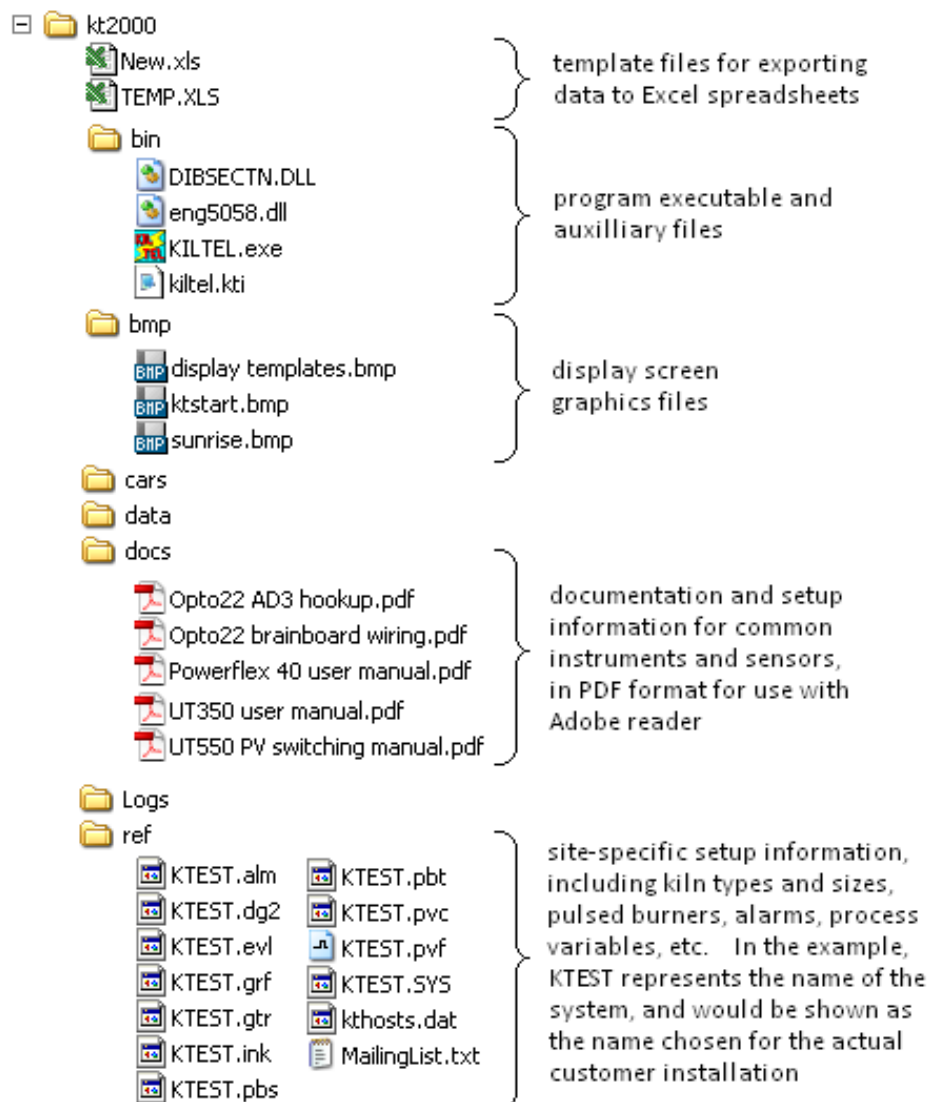 kt2000
New.xls
TEMP.XLS
template files for exporting
data to Excel spreadsheets
bin
DIBSECTN.DLL
eng5058.dll
KILTEL.exe
kiltel.kti
program executable and
auxilliary files
bmp
display templates.bmp
ktstart.bmp
sunrise.bmp
display screen
graphics files
cars
data
docs
Opto22 AD3 hookup.pdf
Opto22 brainboard wiring.pdf
Powerflex 40 user manual.pdf
UT350 user manual.pdf
UT550 PV switching manual.pdf
documentation and setup
information for common
instruments and sensors,
in PDF format for use with
Adobe reader
Logs
ref
KTEST.alm
KTEST.dg2
KTEST.evl
KTEST.grf
KTEST.gtr
KTEST.ink
KTEST.pbs
KTEST.pbt
KTEST.pvc
KTEST.pvf
KTEST.SYS
kthosts.dat
MailingList.txt
site-specific setup information,
including kiln types and sizes,
pulsed burners, alarms, process
variables, etc. In the example,
KTEST represents the name of the
system, and would be shown as
the name chosen for the actual
customer installation